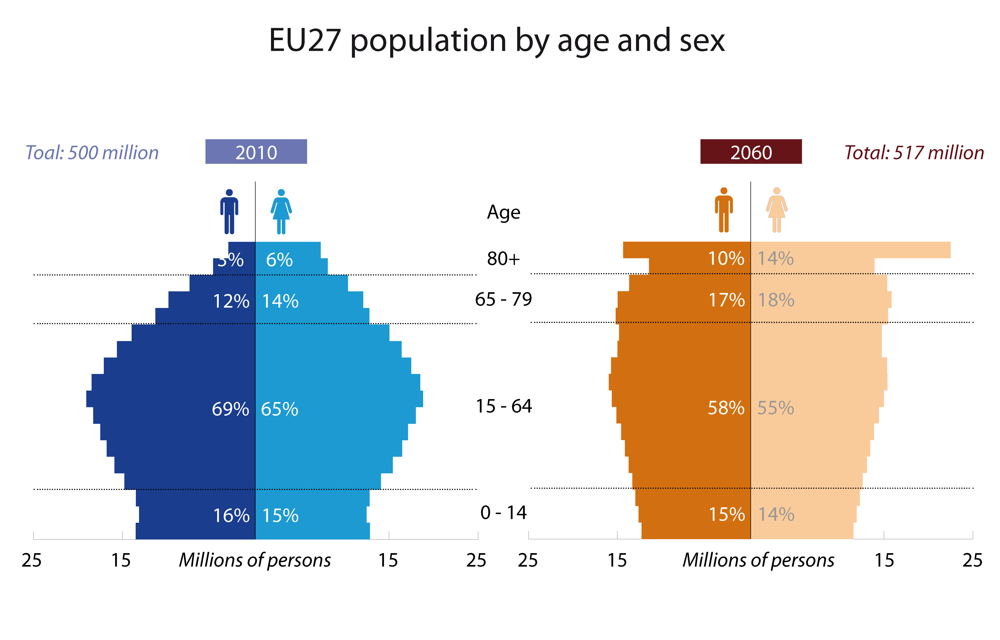 EU27 population by age and sex
Toal: 500 million
2010
2060
Total: 517 million
Age
3% 6%
80+
10% 14%
12% 14%
65 - 79
17% 18%
69% 65%
15 - 64
58% 55%
16% 15%
0 - 14
15% 14%
25 15 Millions of persons 15 25
25 15 Millions of persons 15 25